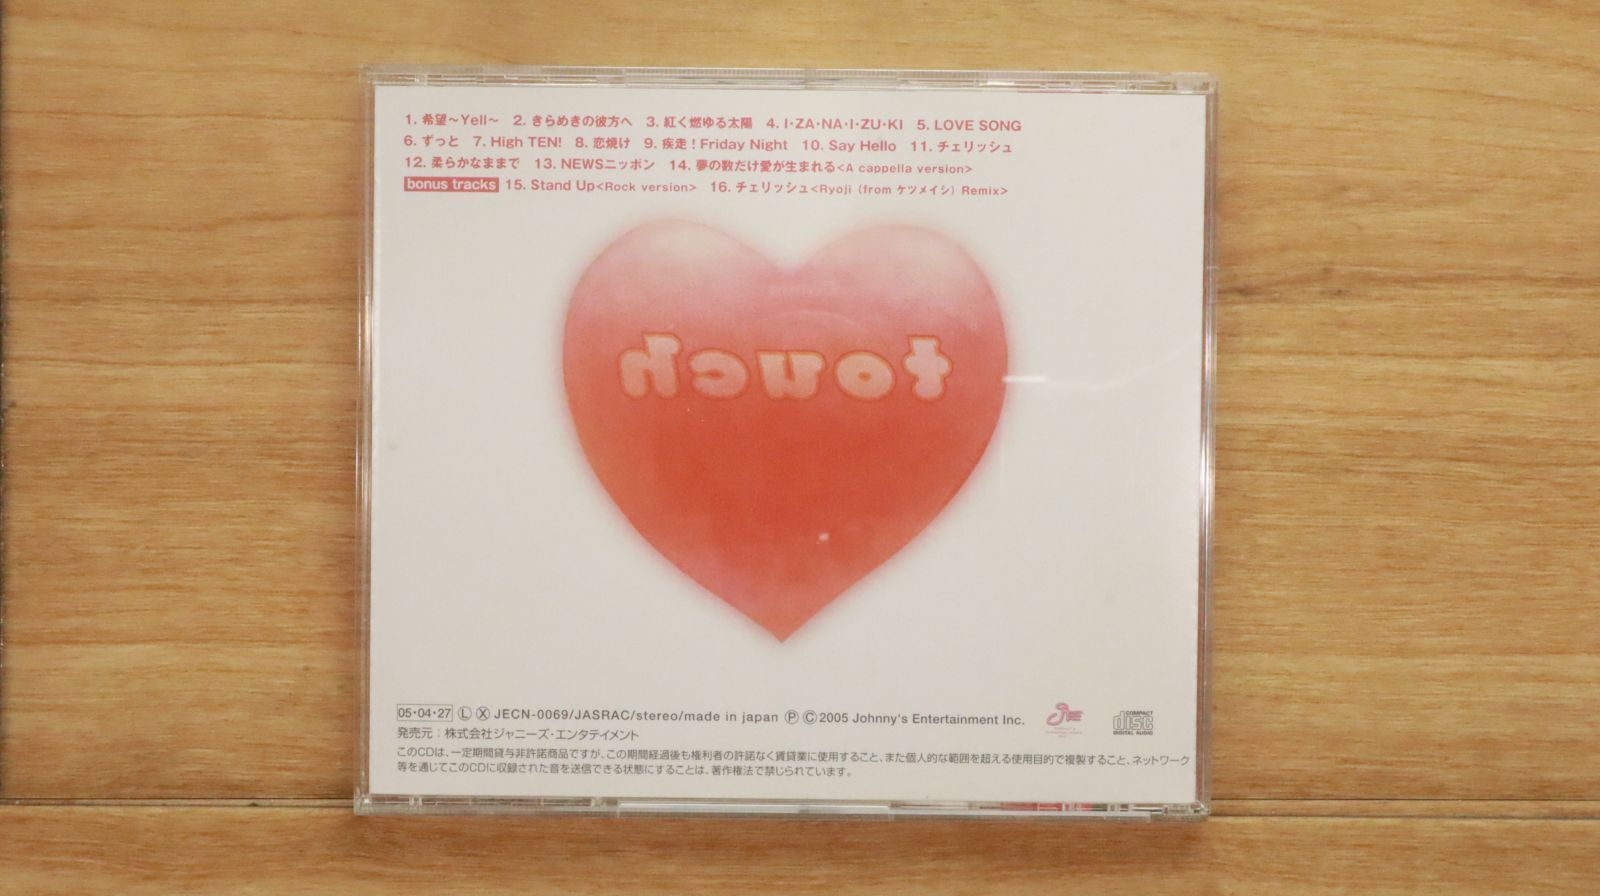 1. 希望～Yell～ 2. きらめきの彼方へ 3. 紅く燃ゆる太陽 4. I・ZA・NA・I・ZU・KI 5. LOVE SONG
6. ずっと 7. High TEN! 8. 恋焼け 9. 疾走！Friday Night 10. Say Hello 11. チェリッシュ
12. 柔らかなままで 13. NEWSニッポン 14. 夢の数だけ愛が生まれる<A cappella version>
bonus tracks 15. Stand Up<Rock version> 16. チェリッシュ<Ryoji (from ケツメイシ) Remix>
touch
05・04・27 Ⓛ Ⓧ JECN-0069/JASRAC/stereo/made in japan Ⓟ Ⓒ 2005 Johnny's Entertainment Inc.
発売元：株式会社ジャニーズ・エンタテイメント
このCDは、一定期間貸与非許諾商品ですが、この期間経過後も権利者の許諾なく賃貸業に使用すること、また個人的な範囲を超える使用目的で複製すること、ネットワーク
等を通じてこのCDに収録された音を送信できる状態にすることは、著作権法で禁じられています。
COMPACT
disc
DIGITAL AUDIO